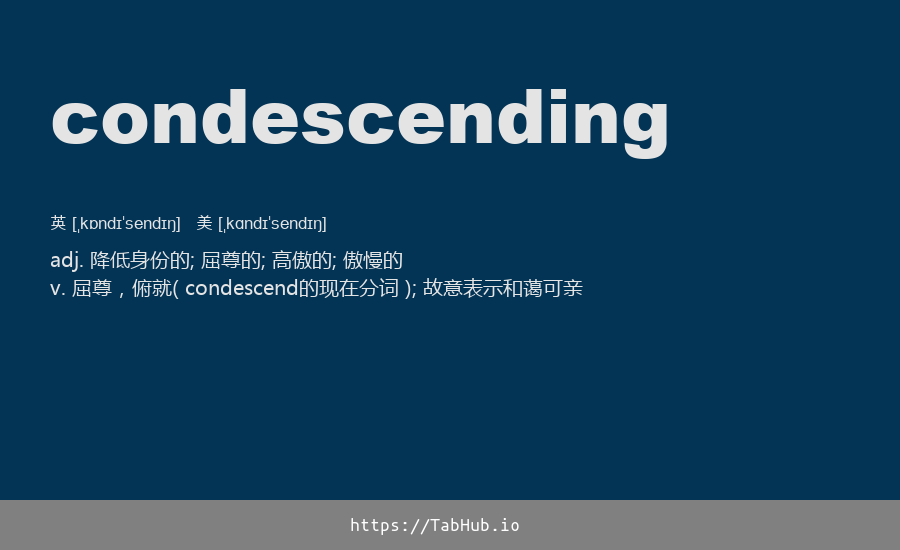 condescending
英 [ˌkɒndɪˈsendɪŋ] 美 [ˌkɑndɪˈsendɪŋ]
adj. 降低身份的; 屈尊的; 高傲的; 傲慢的
v. 屈尊，俯就( condescend的现在分词 ); 故意表示和蔼可亲
https://TabHub.io